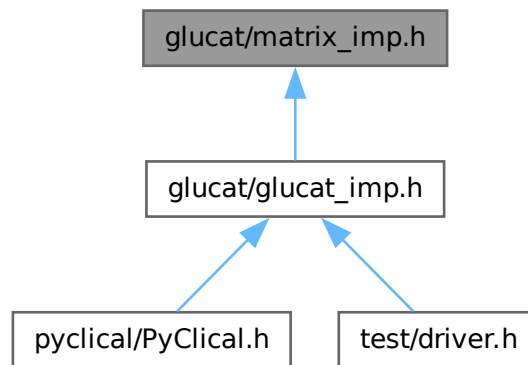 glucat/matrix_imp.h
glucat/glucat_imp.h
pyclical/PyClical.h
test/driver.h